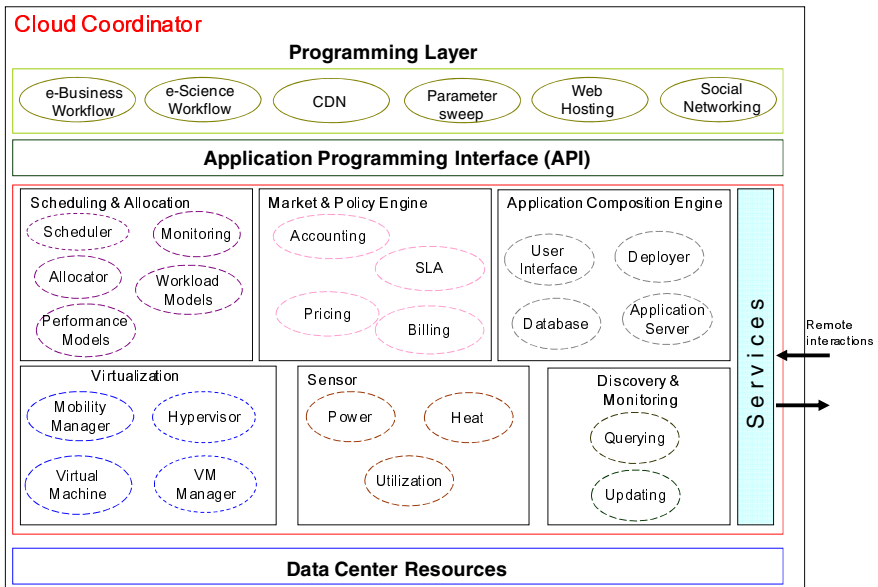 Cloud Coordinator
Programming Layer
e-Business
Workflow
e-Science
Workflow
CDN
Parameter
sweep
Web
Hosting
Social
Networking
Application Programming Interface (API)
Scheduling & Allocation
Scheduler
Monitoring
Allocator
Workload
Models
Performance
Models
Market & Policy Engine
Accounting
SLA
Pricing
Billing
Application Composition Engine
User
Interface
Deployer
Database
Application
Server
Services
Remote
interactions
Virtualization
Mobility
Manager
Hypervisor
Virtual
Machine
VM
Manager
Sensor
Power
Heat
Utilization
Discovery &
Monitoring
Querying
Updating
Data Center Resources